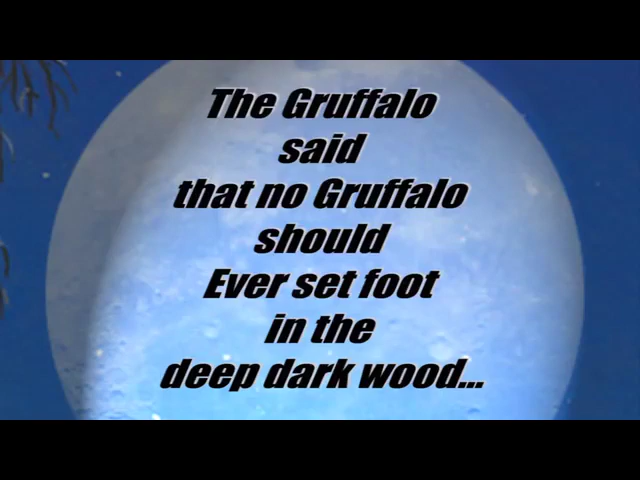 The Gruffalo
said
that no Gruffalo
should
Ever set foot
in the
deep dark wood...